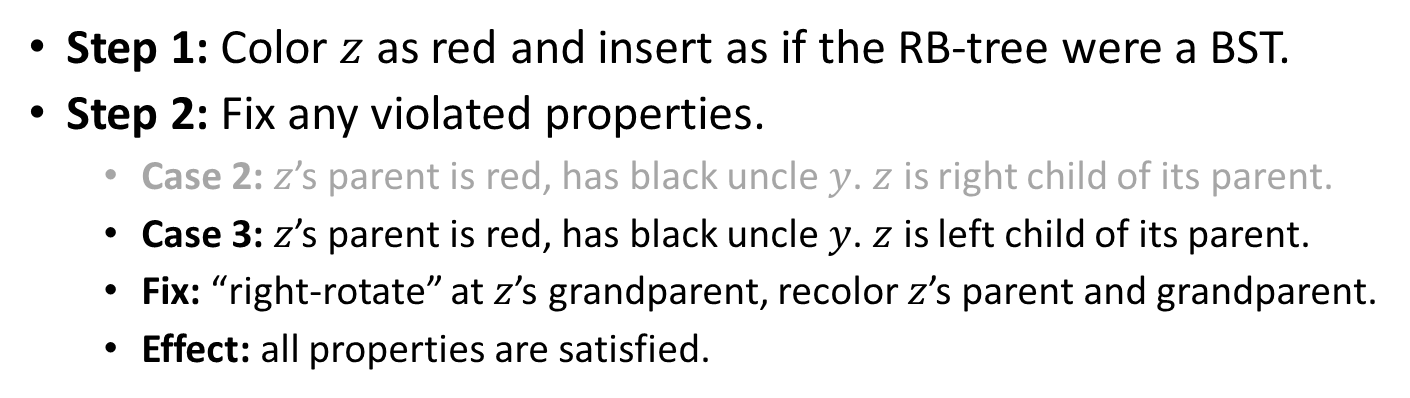 • Step 1: Color z as red and insert as if the RB-tree were a BST.
• Step 2: Fix any violated properties.
• Case 2: z’s parent is red, has black uncle y. z is right child of its parent.
• Case 3: z’s parent is red, has black uncle y. z is left child of its parent.
• Fix: “right-rotate” at z’s grandparent, recolor z’s parent and grandparent.
• Effect: all properties are satisfied.